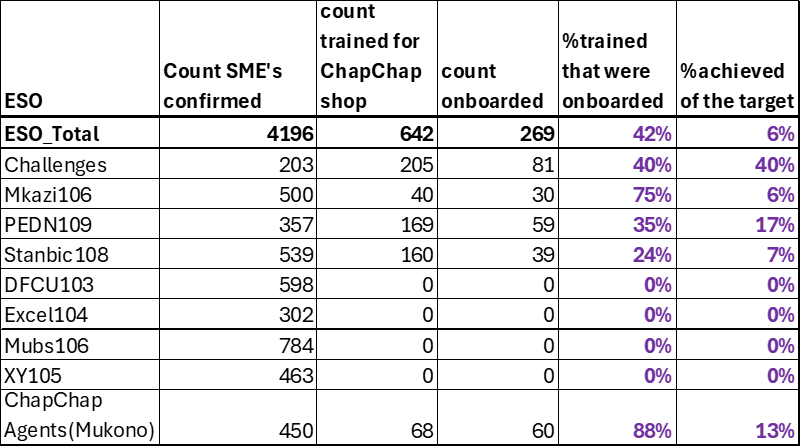 ESO Count SME's confirmed count trained for ChapChap shop count onboarded %trained that were onboarded %achieved of the target
ESO_Total 4196 642 269 42% 6%
Challenges 203 205 81 40% 40%
Mkazi106 500 40 30 75% 6%
PEDN109 357 169 59 35% 17%
Stanbic108 539 160 39 24% 7%
DFCU103 598 0 0 0% 0%
Excel104 302 0 0 0% 0%
Mubs106 784 0 0 0% 0%
XY105 463 0 0 0% 0%
ChapChap Agents(Mukono) 450 68 60 88% 13%